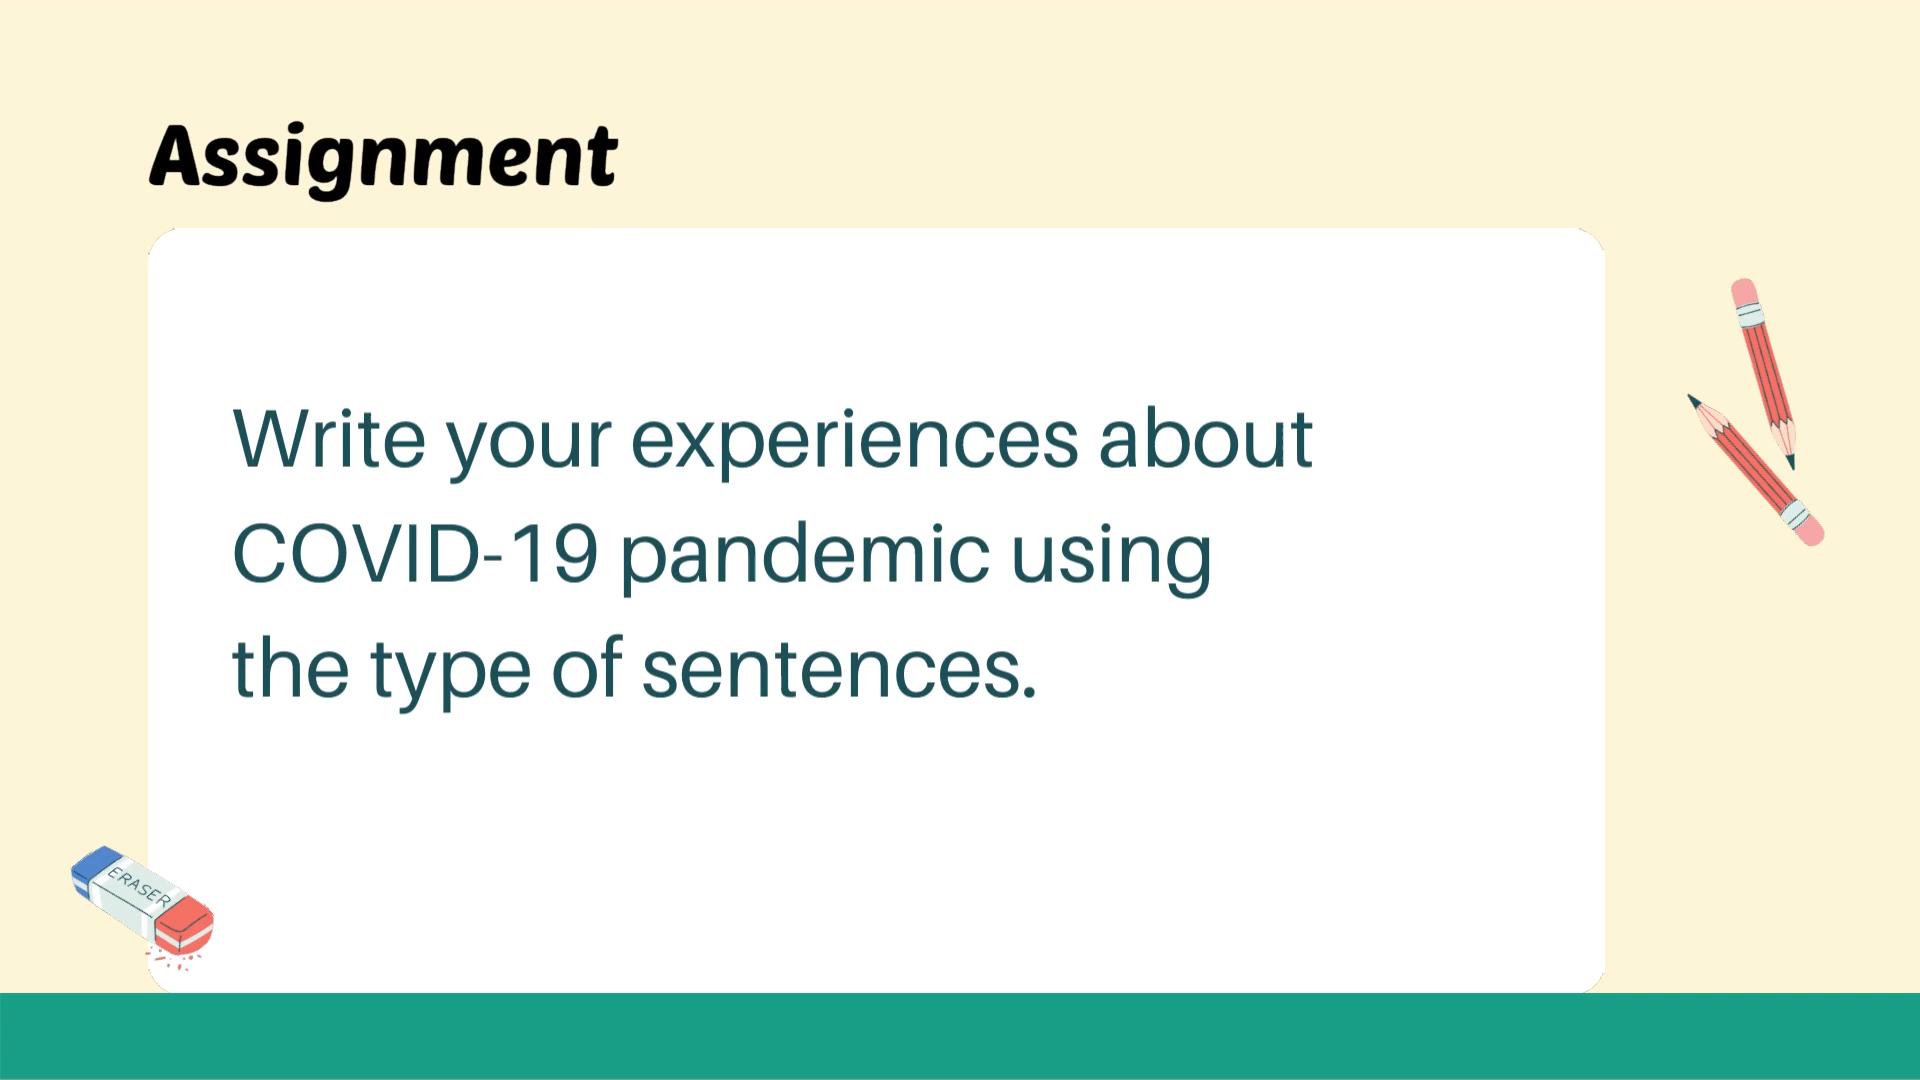 Assignment
Write your experiences about
COVID-19 pandemic using
the type of sentences.
ERASER